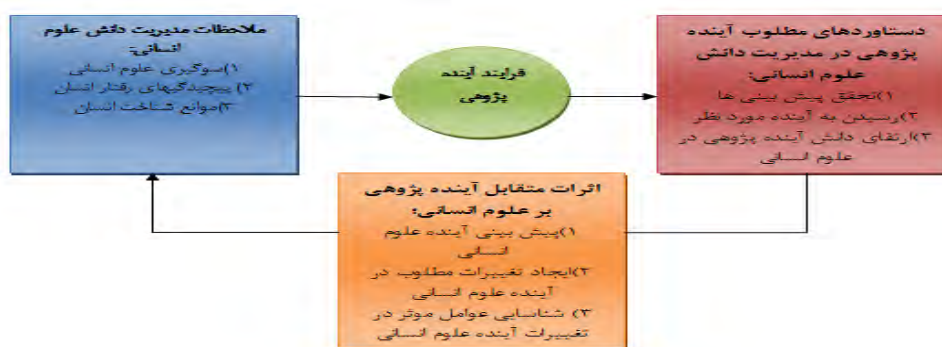 ملاحظات مدیریت دانش علوم
انسانی:
۱)سوگیری علوم انسانی
۲) پیچیدگیهای رفتار انسان
۳)موانع شناخت انسان
فرایند آینده
پژوهی
دستاوردهای مطلوب آینده
پژوهی در مدیریت دانش
علوم انسانی:
۱)تحقق پیش بینی ها
۲)رسیدن به آینده مورد نظر
۳)ارتقای دانش آینده پژوهی در
علوم انسانی
اثرات متقابل آینده پژوهی
بر علوم انسانی:
۱)پیش بینی آینده علوم
انسانی
۲)ایجاد تغییرات مطلوب در
آینده علوم انسانی
۳) شناسایی عوامل موثر در
تغییرات آینده علوم انسانی